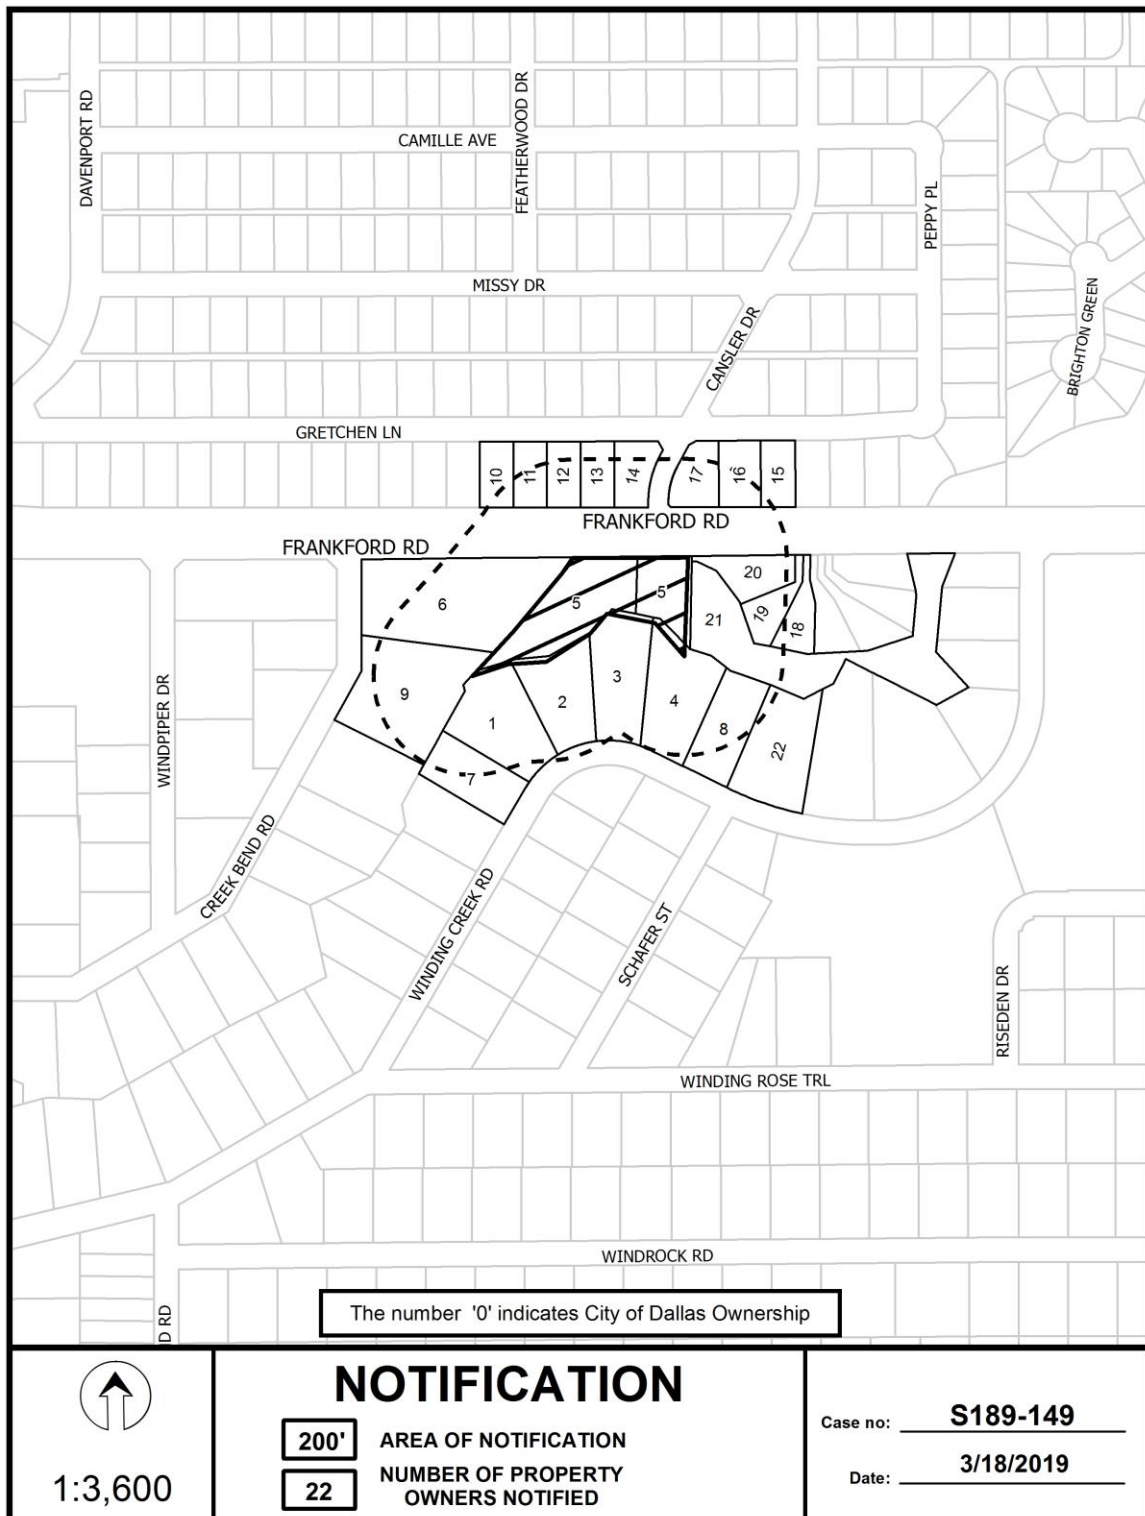 DAVENPORT RD
FEATHERWOOD DR
CAMILLE AVE
PEPPY PL
MISSY DR
CANSLER DR
BRIGHTON GREEN
GRETCHEN LN
10
11
12
13
14
17
16
15
FRANKFORD RD
FRANKFORD RD
20
5
5
6
19
21
18
3
9
2
4
1
8
22
7
WINDPIPER DR
CREEK BEND RD
WINDING CREEK RD
SCHAFER ST
RISEDEN DR
WINDING ROSE TRL
WINDROCK RD
The number '0' indicates City of Dallas Ownership
D RD
1:3,600
NOTIFICATION
200' AREA OF NOTIFICATION
22 NUMBER OF PROPERTY
OWNERS NOTIFIED
Case no: S189-149
Date: 3/18/2019